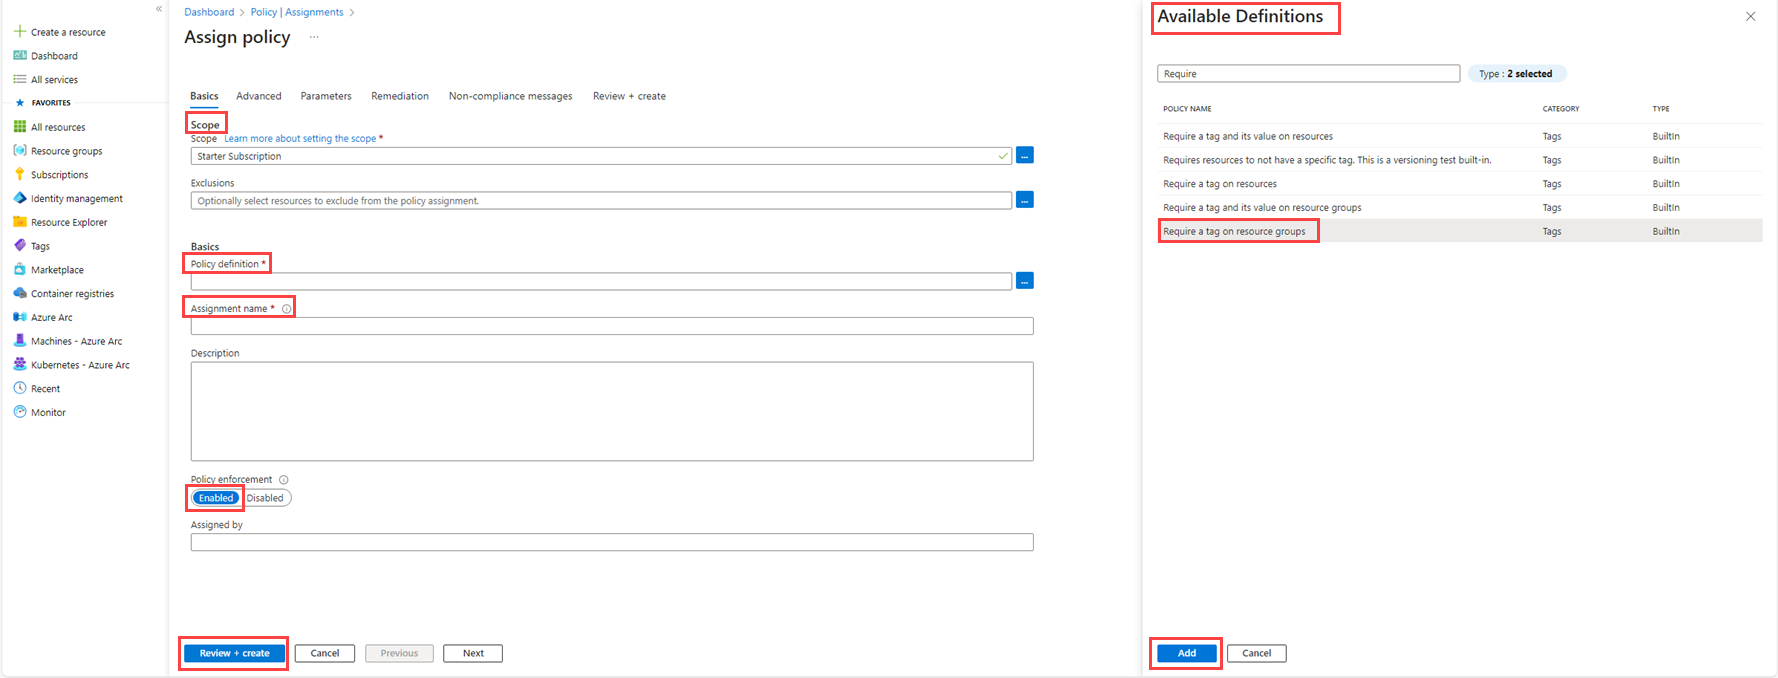 «
Create a resource
Dashboard
All services
FAVORITES
All resources
Resource groups
Subscriptions
Identity management
Resource Explorer
Tags
Marketplace
Container registries
Azure Arc
Machines - Azure Arc
Kubernetes - Azure Arc
Recent
Monitor
Dashboard > Policy | Assignments >
Assign policy ...
Basics Advanced Parameters Remediation Non-compliance messages Review + create
Scope
Scope Learn more about setting the scope *
Starter Subscription ...
Exclusions
Optionally select resources to exclude from the policy assignment. ...
Basics
Policy definition *
...
Assignment name *
Description
Policy enforcement
Enabled Disabled
Assigned by
Review + create Cancel Previous Next
Available Definitions
Require Type : 2 selected
POLICY NAME CATEGORY TYPE
Require a tag and its value on resources Tags BuiltIn
Requires resources to not have a specific tag. This is a versioning test built-in. Tags BuiltIn
Require a tag on resources Tags BuiltIn
Require a tag and its value on resource groups Tags BuiltIn
Require a tag on resource groups Tags BuiltIn
Add Cancel